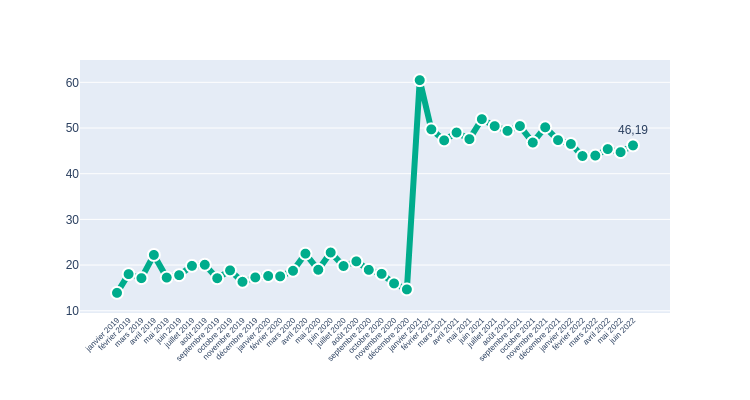 60
50
40
30
20
10
46,19
janvier 2019
février 2019
mars 2019
avril 2019
mai 2019
juin 2019
juillet 2019
août 2019
septembre 2019
octobre 2019
novembre 2019
décembre 2019
janvier 2020
février 2020
mars 2020
avril 2020
mai 2020
juin 2020
juillet 2020
août 2020
septembre 2020
octobre 2020
novembre 2020
décembre 2020
janvier 2021
février 2021
mars 2021
avril 2021
mai 2021
juin 2021
juillet 2021
août 2021
septembre 2021
octobre 2021
novembre 2021
décembre 2021
janvier 2022
février 2022
mars 2022
avril 2022
mai 2022
juin 2022